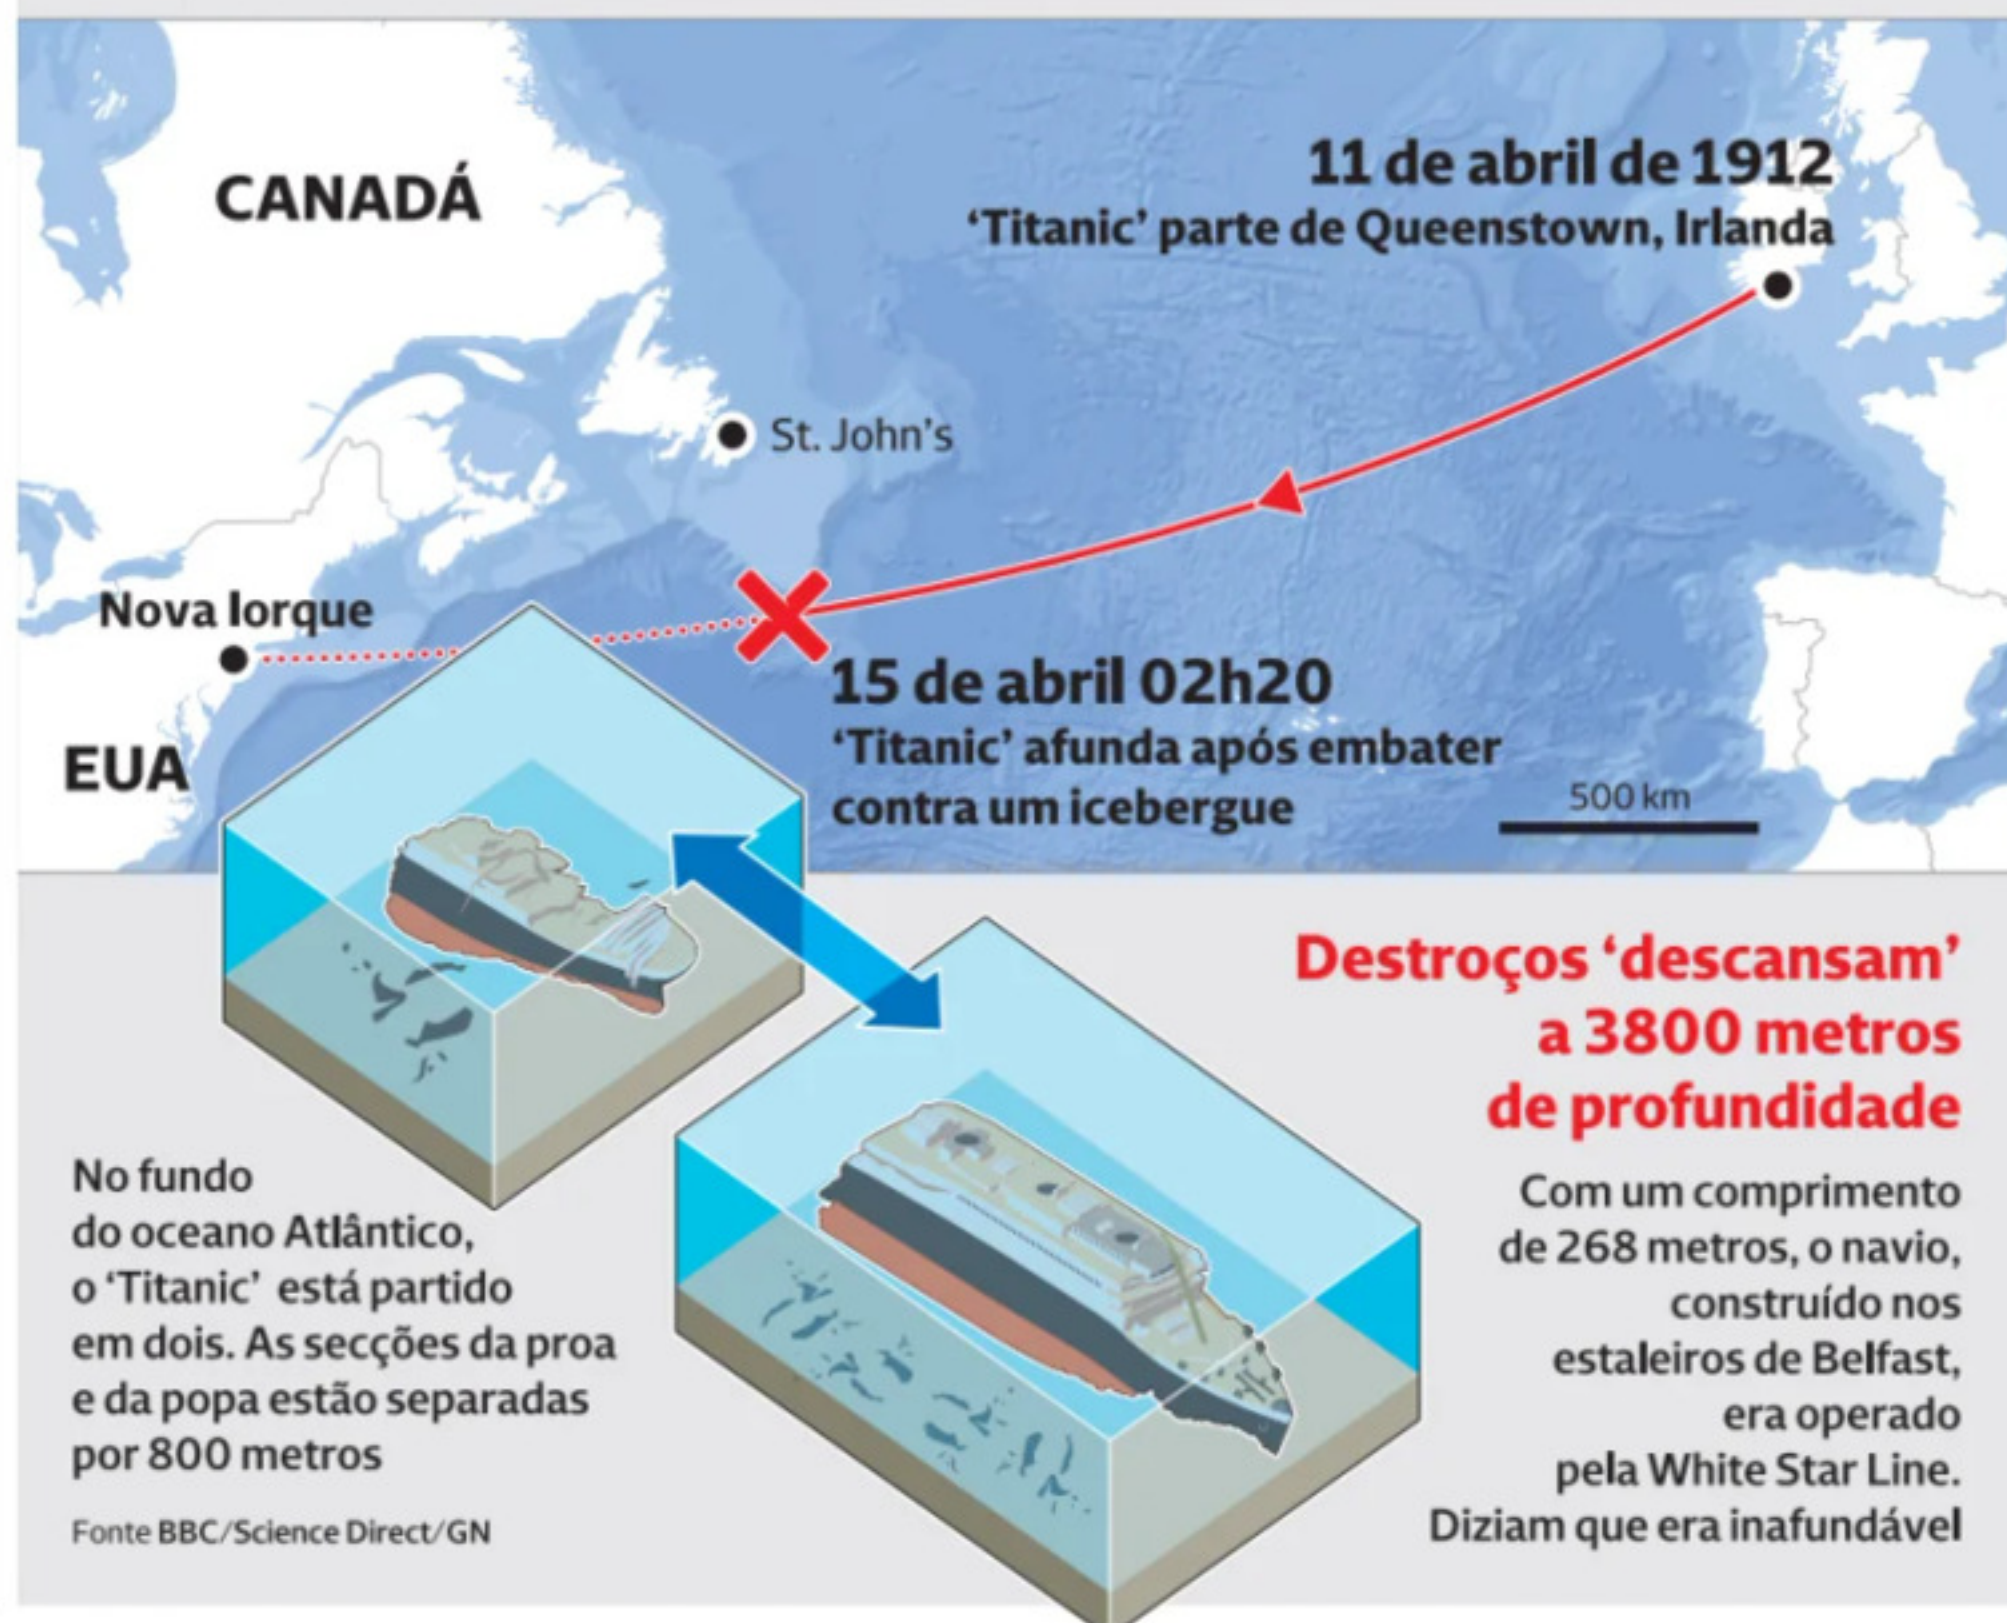 CANADÁ
11 de abril de 1912
‘Titanic’ parte de Queenstown, Irlanda
St. John’s
Nova Iorque
EUA
15 de abril 02h20
‘Titanic’ afunda após embater
contra um icebergue
500 km
Destroços ‘descansam’
a 3800 metros
de profundidade
Com um comprimento
de 268 metros, o navio,
construído nos
estaleiros de Belfast,
era operado
pela White Star Line.
Diziam que era inafundável
No fundo
do oceano Atlântico,
o ‘Titanic’ está partido
em dois. As secções da proa
e da popa estão separadas
por 800 metros
Fonte BBC/Science Direct/GN